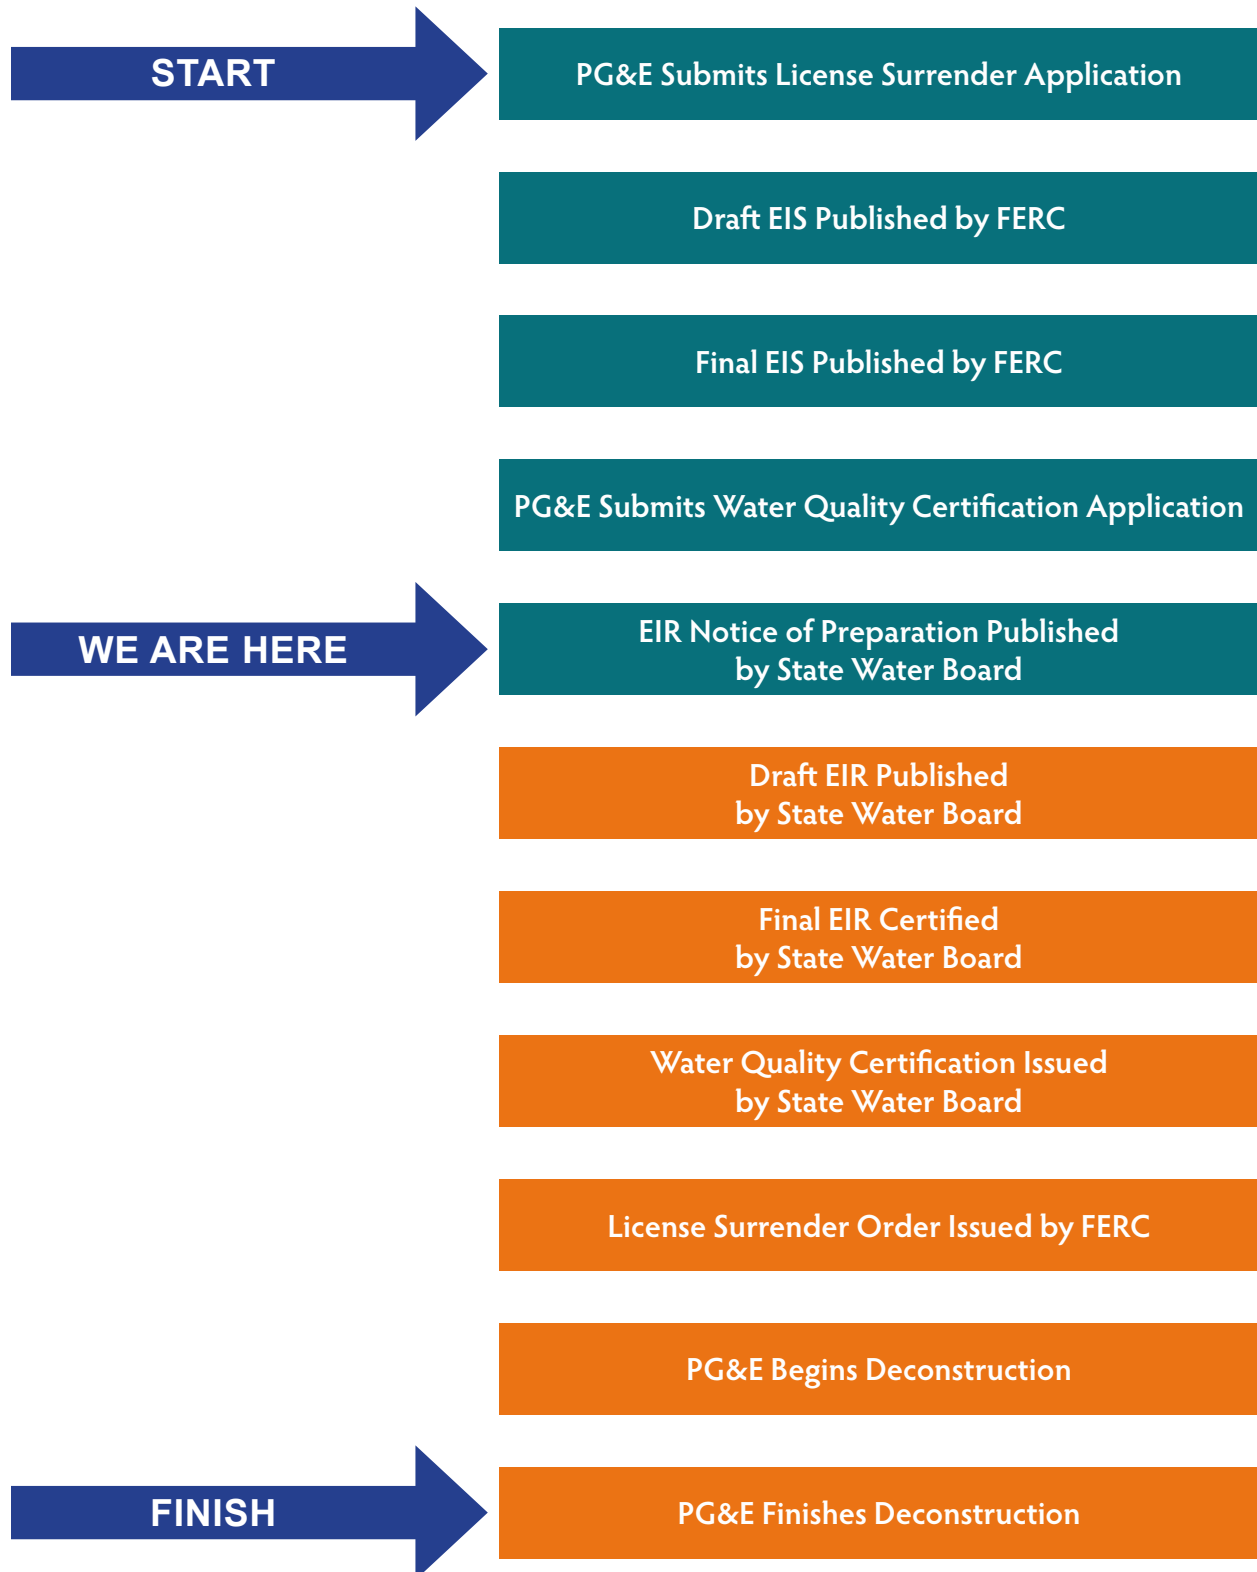 START
PG&E Submits License Surrender Application
Draft EIS Published by FERC
Final EIS Published by FERC
PG&E Submits Water Quality Certification Application
WE ARE HERE
EIR Notice of Preparation Published
by State Water Board
Draft EIR Published
by State Water Board
Final EIR Certified
by State Water Board
Water Quality Certification Issued
by State Water Board
License Surrender Order Issued by FERC
PG&E Begins Deconstruction
FINISH
PG&E Finishes Deconstruction